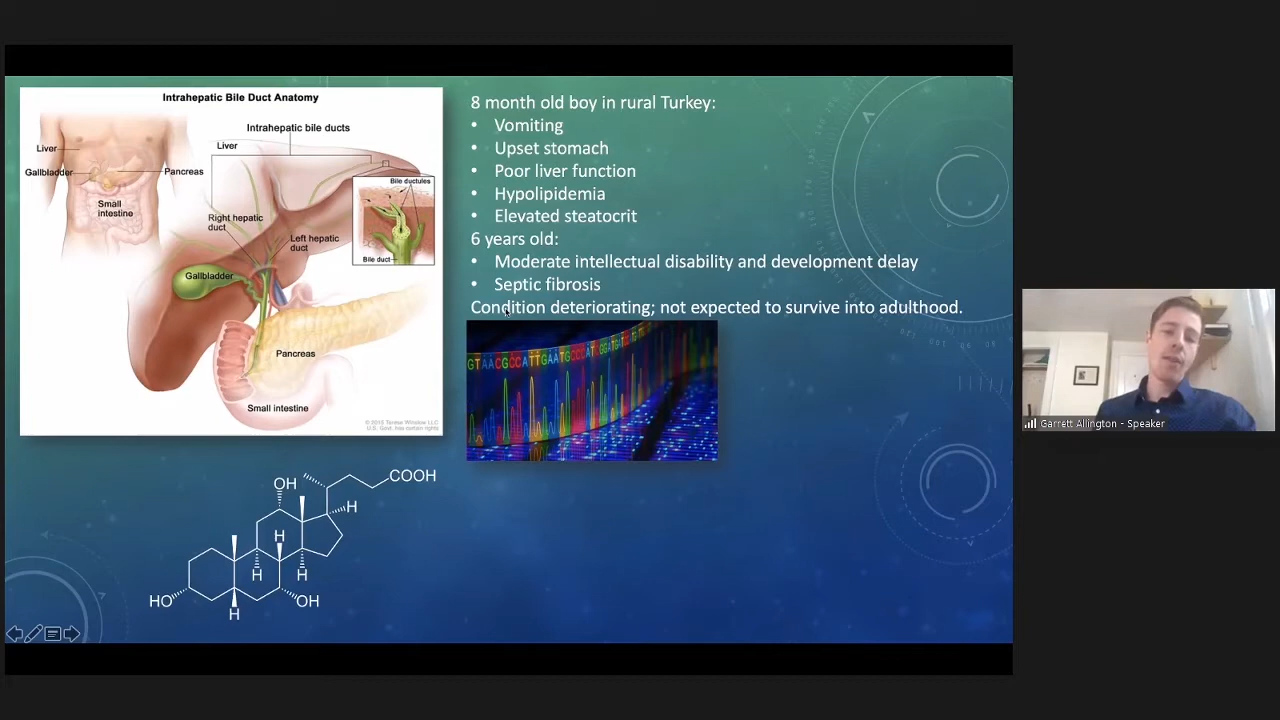 Intrahepatic Bile Duct Anatomy
Intrahepatic bile ducts
Liver
Liver
Gallbladder
Pancreas
Small
intestine
Bile ductules
Right hepatic
duct
Left hepatic
duct
Bile duct
Gallbladder
Pancreas
Small intestine
© 2015 Terese Winslow LLC
U.S. Govt. has certain rights
8 month old boy in rural Turkey:
• Vomiting
• Upset stomach
• Poor liver function
• Hypolipidemia
• Elevated steatocrit
6 years old:
• Moderate intellectual disability and development delay
• Septic fibrosis
Condition deteriorating; not expected to survive into adulthood.
GTAACGCCATTGAATGCCCAT
OH
COOH
H
H
H
H
HO
OH
H
Garrett Allington - Speaker